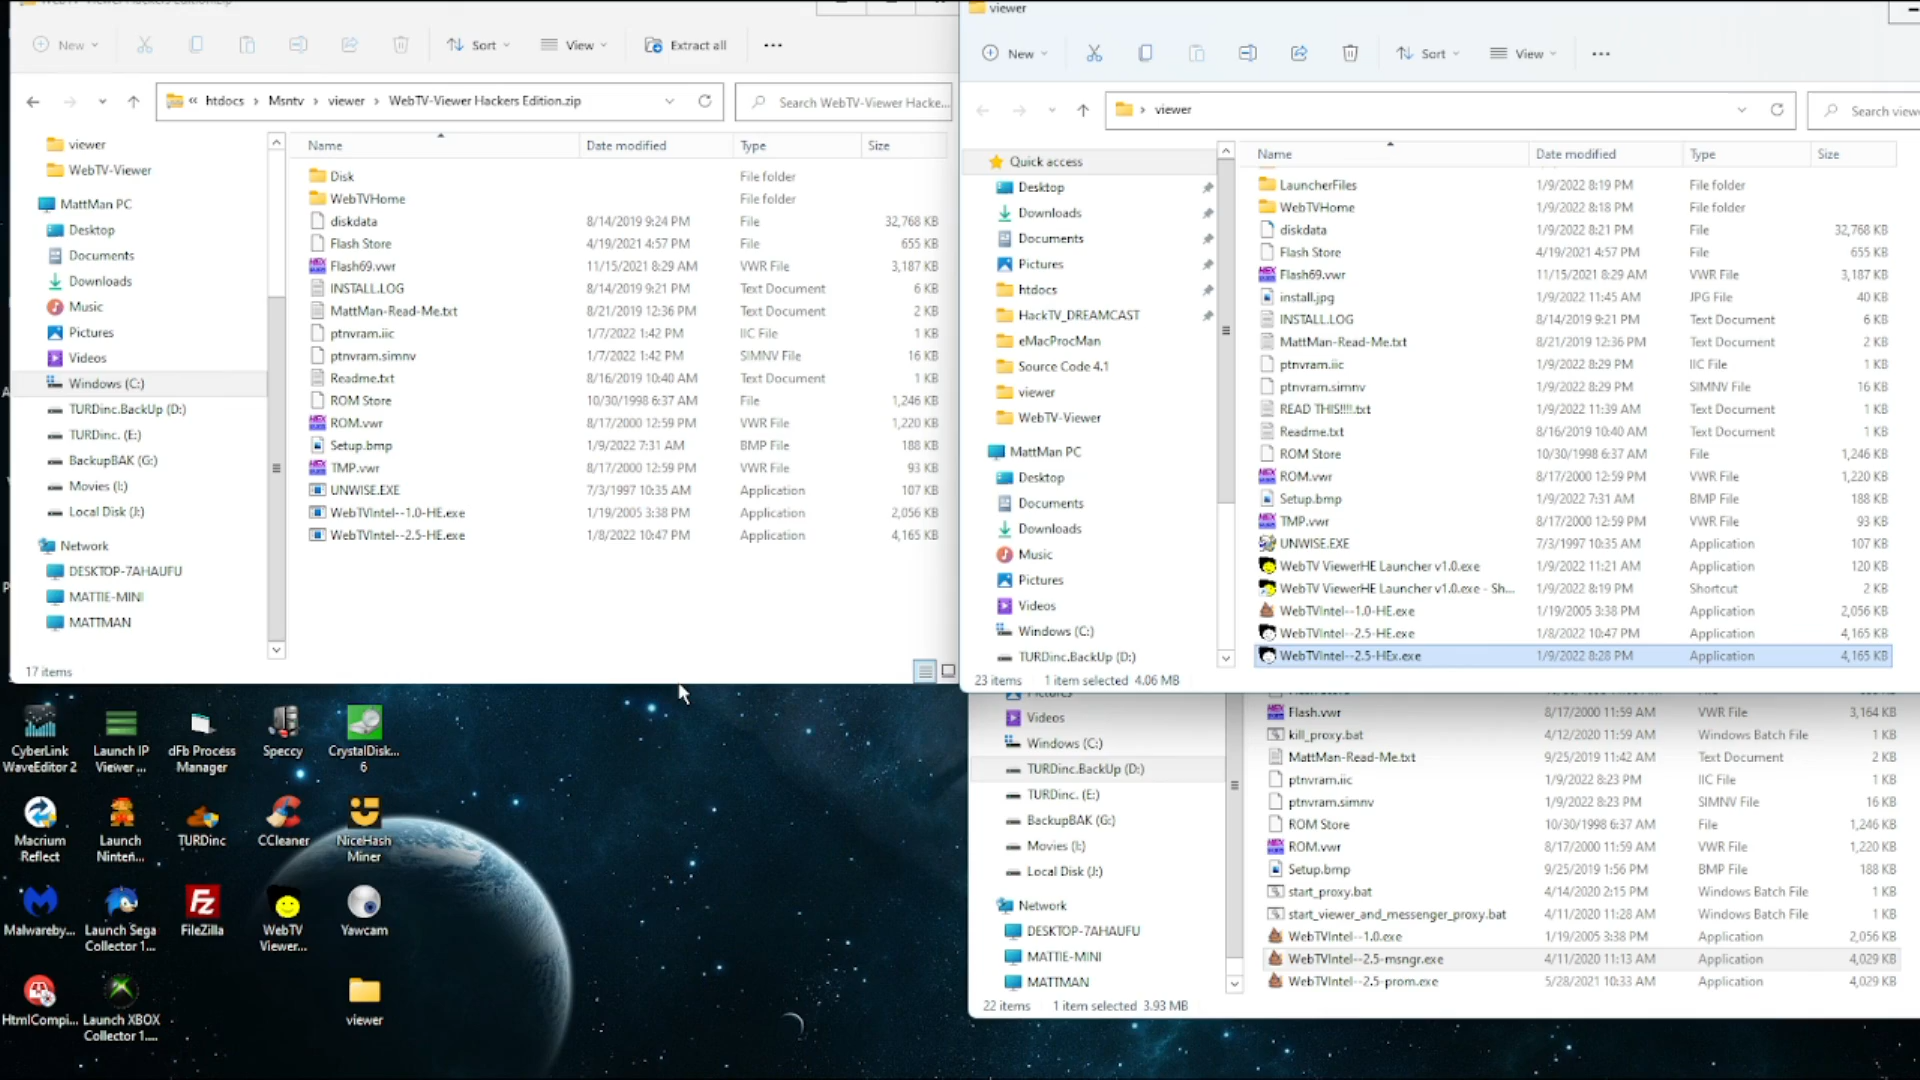 WebTV-Viewer Hackers Edition.zip
New
Sort
View
Extract all
htdocs
Msntv
viewer
WebTV-Viewer Hackers Edition.zip
Search WebTV-Viewer Hacke...
viewer
WebTV-Viewer
MattMan PC
Desktop
Documents
Downloads
Music
Pictures
Videos
Windows (C:)
TURDinc.BackUp (D:)
TURDinc. (E:)
BackupBAK (G:)
Movies (I:)
Local Disk (J:)
Network
DESKTOP-7AHAUFU
MATTIE-MINI
MATTMAN
Name Date modified Type Size
Disk File folder
WebTVHome File folder
diskdata 8/14/2019 9:24 PM File 32,768 KB
Flash Store 4/19/2021 4:57 PM File 655 KB
Flash69.vwr 11/15/2021 8:29 AM VWR File 3,187 KB
INSTALL.LOG 8/14/2019 9:21 PM Text Document 6 KB
MattMan-Read-Me.txt 8/21/2019 12:36 PM Text Document 2 KB
ptnvram.iic 1/7/2022 1:42 PM IIC File 1 KB
ptnvram.simnv 1/7/2022 1:42 PM SIMNV File 16 KB
Readme.txt 8/16/2019 10:40 AM Text Document 1 KB
ROM Store 10/30/1998 6:37 AM File 1,246 KB
ROM.vwr 8/17/2000 12:59 PM VWR File 1,220 KB
Setup.bmp 1/9/2022 7:31 AM BMP File 188 KB
TMP.vwr 8/17/2000 12:59 PM VWR File 93 KB
UNWISE.EXE 7/3/1997 10:35 AM Application 107 KB
WebTVIntel--1.0-HE.exe 1/19/2005 3:38 PM Application 2,056 KB
WebTVIntel--2.5-HE.exe 1/8/2022 10:47 PM Application 4,165 KB
17 items
viewer
New
Sort
View
viewer
Search view
Quick access
Desktop
Downloads
Documents
Pictures
htdocs
HackTV_DREAMCAST
eMacProcMan
Source Code 4.1
viewer
WebTV-Viewer
MattMan PC
Desktop
Documents
Downloads
Music
Pictures
Videos
Windows (C:)
TURDinc.BackUp (D:)
Name Date modified Type Size
LauncherFiles 1/9/2022 8:19 PM File folder
WebTVHome 1/9/2022 8:18 PM File folder
diskdata 1/9/2022 8:21 PM File 32,768 KB
Flash Store 4/19/2021 4:57 PM File 655 KB
Flash69.vwr 11/15/2021 8:29 AM VWR File 3,187 KB
install.jpg 1/9/2022 11:45 AM JPG File 40 KB
INSTALL.LOG 8/14/2019 9:21 PM Text Document 6 KB
MattMan-Read-Me.txt 8/21/2019 12:36 PM Text Document 2 KB
ptnvram.iic 1/9/2022 8:29 PM IIC File 1 KB
ptnvram.simnv 1/9/2022 8:29 PM SIMNV File 16 KB
READ THIS!!!!.txt 1/9/2022 11:39 AM Text Document 1 KB
Readme.txt 8/16/2019 10:40 AM Text Document 1 KB
ROM Store 10/30/1998 6:37 AM File 1,246 KB
ROM.vwr 8/17/2000 12:59 PM VWR File 1,220 KB
Setup.bmp 1/9/2022 7:31 AM BMP File 188 KB
TMP.vwr 8/17/2000 12:59 PM VWR File 93 KB
UNWISE.EXE 7/3/1997 10:35 AM Application 107 KB
WebTV ViewerHE Launcher v1.0.exe 1/9/2022 11:21 AM Application 120 KB
WebTV ViewerHE Launcher v1.0.exe - Sh... 1/9/2022 8:19 PM Shortcut 2 KB
WebTVIntel--1.0-HE.exe 1/19/2005 3:38 PM Application 2,056 KB
WebTVIntel--2.5-HE.exe 1/8/2022 10:47 PM Application 4,165 KB
WebTVIntel--2.5-HEx.exe 1/9/2022 8:28 PM Application 4,165 KB
23 items 1 item selected 4.06 MB
Pictures
Videos
Windows (C:)
TURDinc.BackUp (D:)
TURDinc. (E:)
BackupBAK (G:)
Movies (I:)
Local Disk (J:)
Network
DESKTOP-7AHAUFU
MATTIE-MINI
MATTMAN
Flash.vwr 8/17/2000 11:59 AM VWR File 3,164 KB
kill_proxy.bat 4/12/2020 11:59 AM Windows Batch File 1 KB
MattMan-Read-Me.txt 9/25/2019 11:42 AM Text Document 2 KB
ptnvram.iic 1/9/2022 8:23 PM IIC File 1 KB
ptnvram.simnv 1/9/2022 8:23 PM SIMNV File 16 KB
ROM Store 10/30/1998 6:37 AM File 1,246 KB
ROM.vwr 8/17/2000 11:59 AM VWR File 1,220 KB
Setup.bmp 9/25/2019 1:56 PM BMP File 188 KB
start_proxy.bat 4/14/2020 2:15 PM Windows Batch File 1 KB
start_viewer_and_messenger_proxy.bat 4/11/2020 11:28 AM Windows Batch File 1 KB
WebTVIntel--1.0.exe 1/19/2005 3:38 PM Application 2,056 KB
WebTVIntel--2.5-msngr.exe 4/11/2020 11:13 AM Application 4,029 KB
WebTVIntel--2.5-prom.exe 5/28/2021 10:33 AM Application 4,029 KB
22 items 1 item selected 3.93 MB
CyberLink WaveEditor 2
Launch IP Viewer ...
dFb Process Manager
Speccy
CrystalDisk... 6
Macrium Reflect
Launch Ninten...
TURDinc
CCleaner
NiceHash Miner
Malwareby...
Launch Sega Collector 1...
FileZilla
WebTV Viewer...
Yawcam
HtmlCompi...
Launch XBOX Collector 1....
viewer